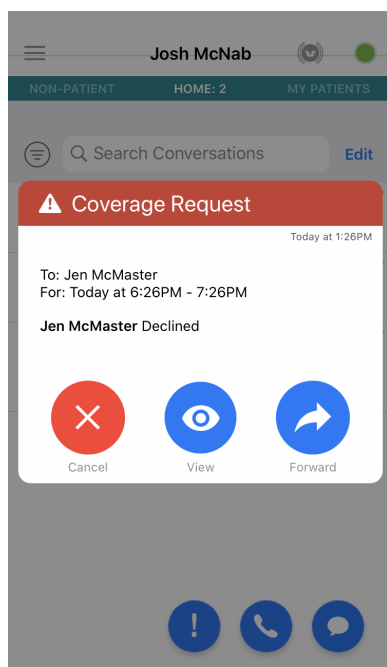 Josh McNab
NON-PATIENT HOME: 2 MY PATIENTS
Search Conversations Edit
Coverage Request
Today at 1:26PM
To: Jen McMaster
For: Today at 6:26PM - 7:26PM
Jen McMaster Declined
Cancel View Forward